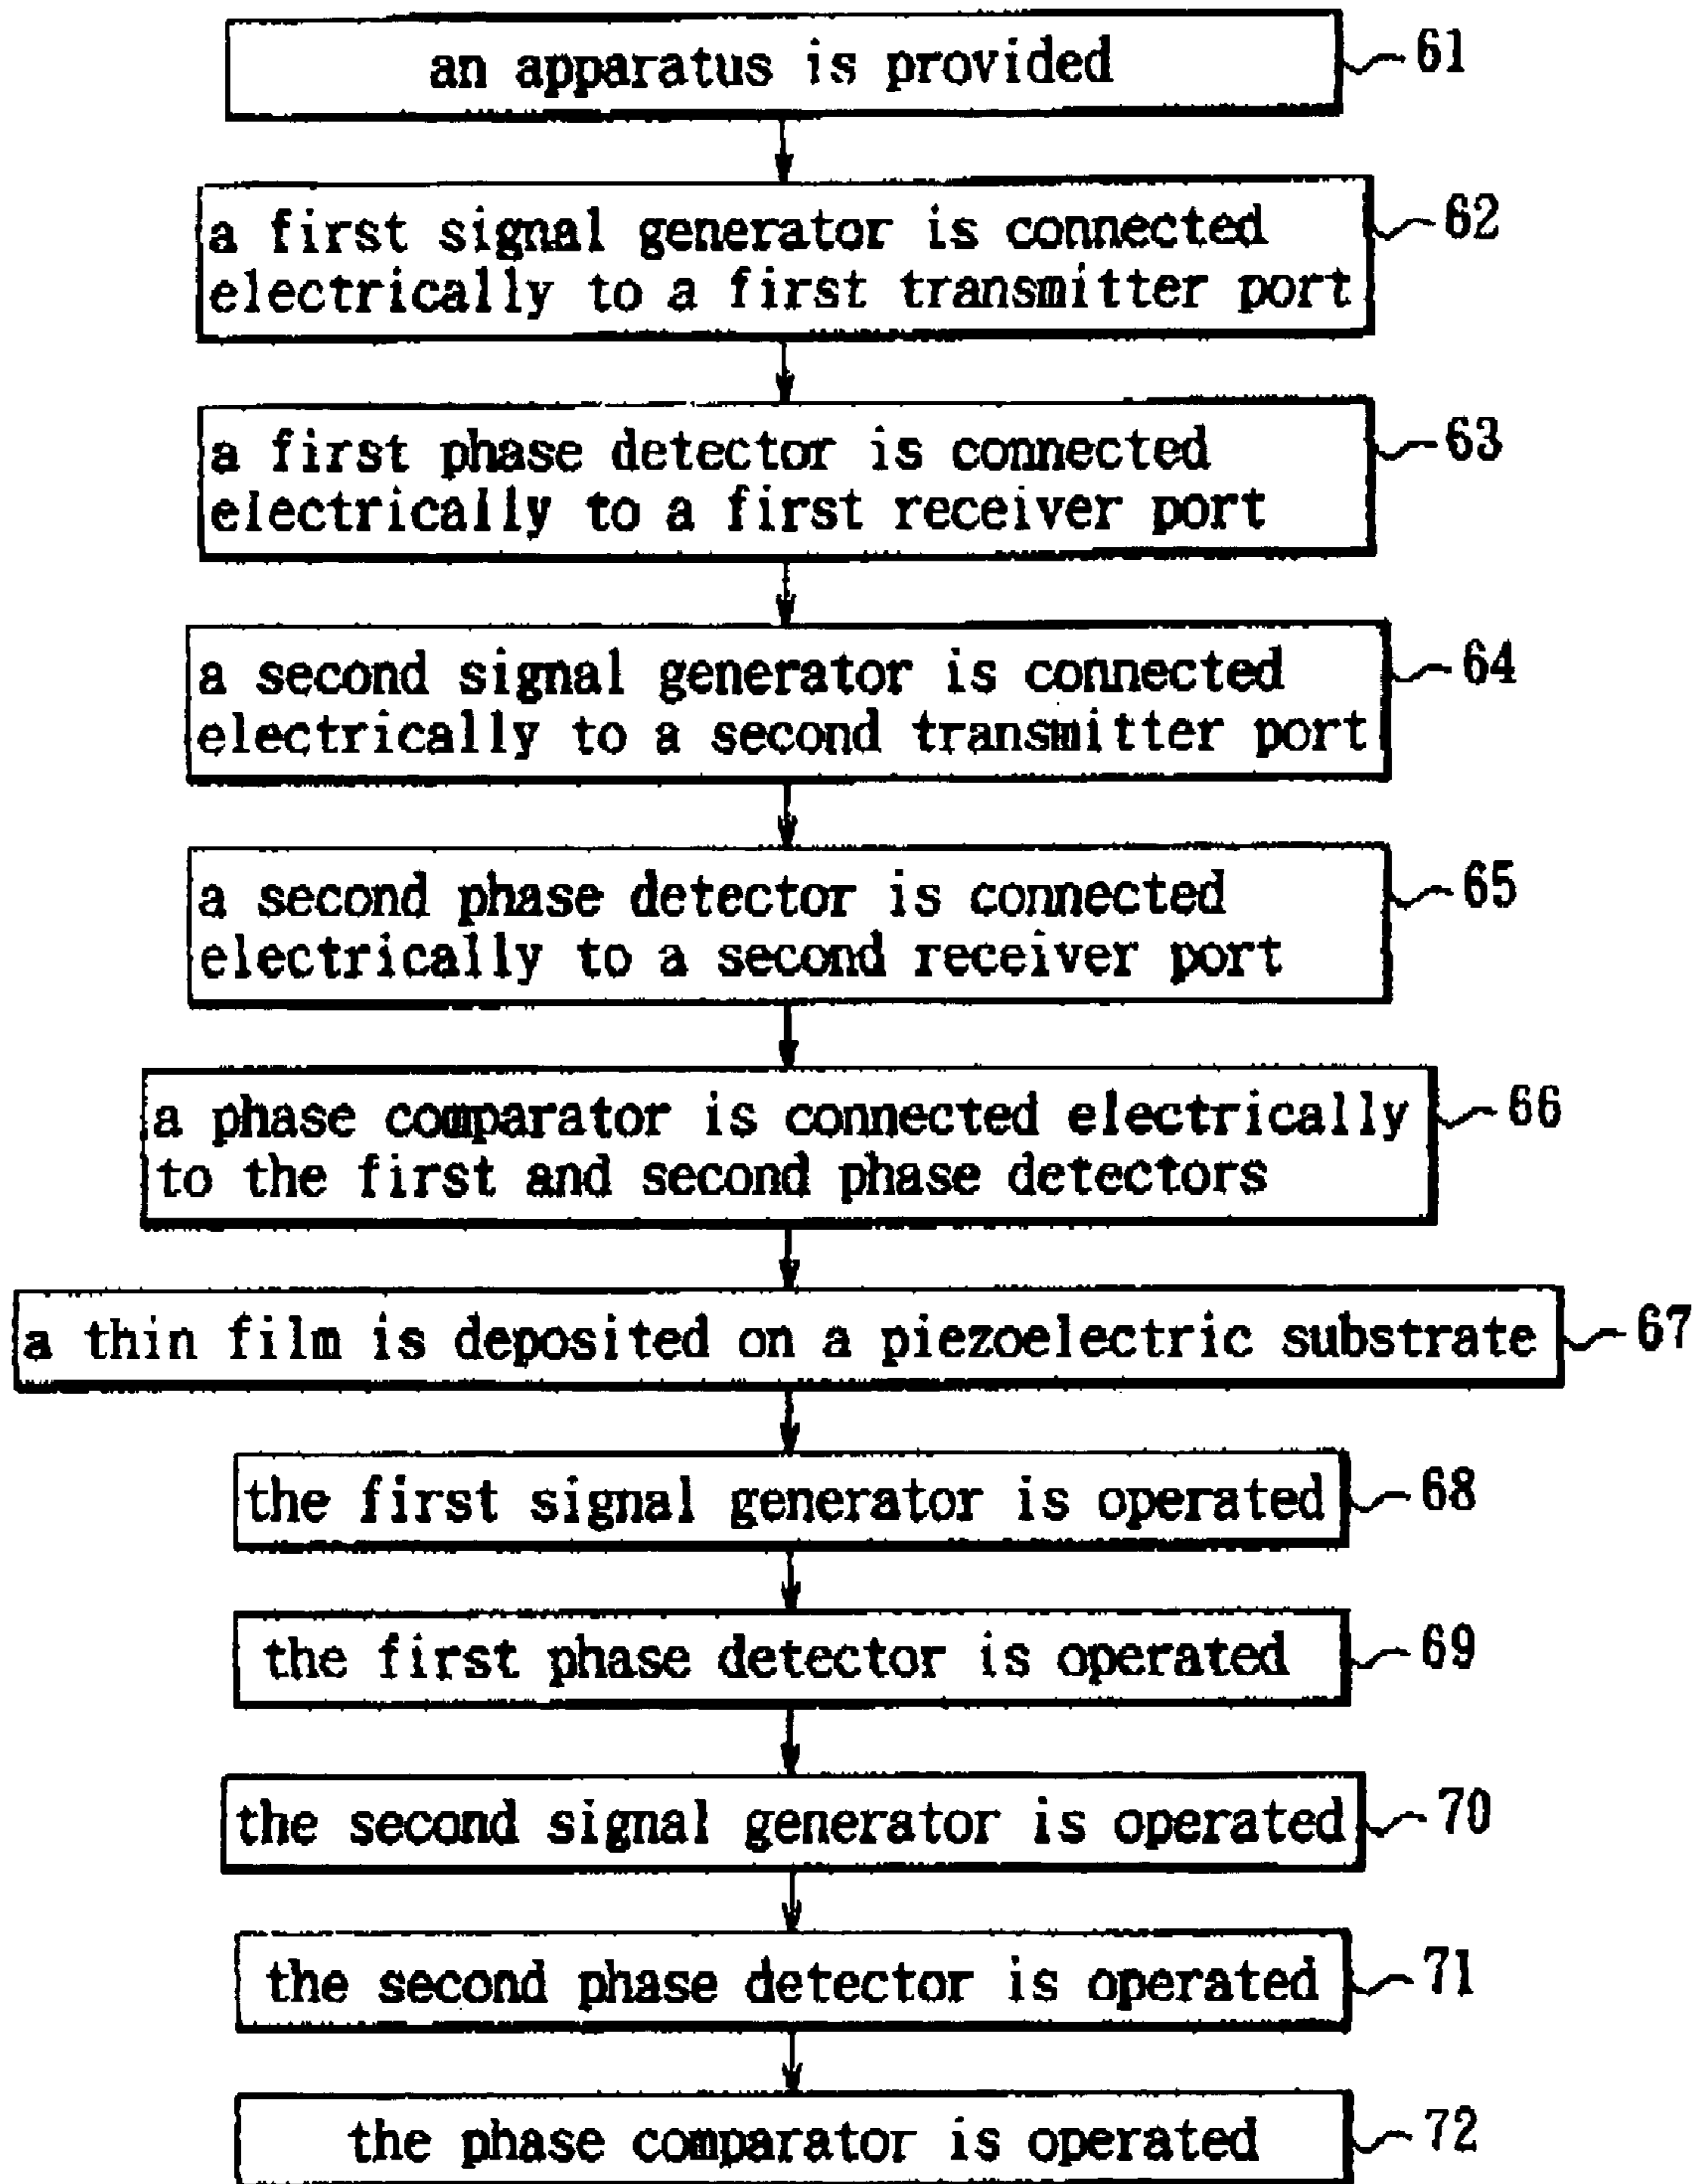 an apparatus is provided 61
a first signal generator is connected 62
electrically to a first transmitter port
a first phase detector is connected 63
electrically to a first receiver port
a second signal generator is connected 64
electrically to a second transmitter port
a second phase detector is connected 65
electrically to a second receiver port
a phase comparator is connected electrically 66
to the first and second phase detectors
a thin film is deposited on a piezoelectric substrate 67
the first signal generator is operated 68
the first phase detector is operated 69
the second signal generator is operated 70
the second phase detector is operated 71
the phase comparator is operated 72